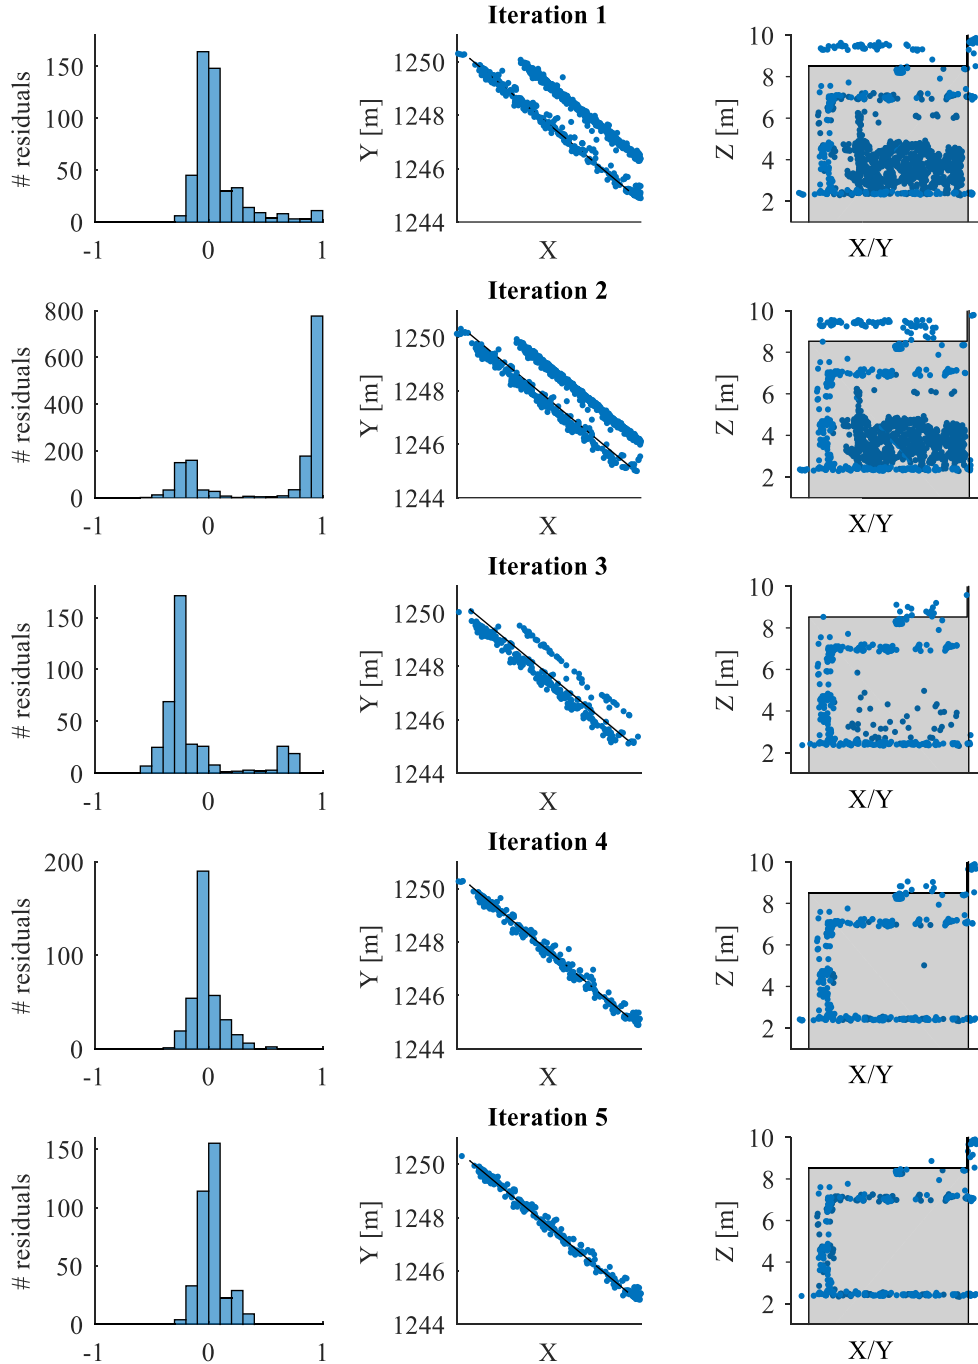 Iteration 1
# residuals
150
100
50
0
-1
0
1
Y [m]
1250
1248
1246
1244
X
Z [m]
10
8
6
4
2
X/Y
Iteration 2
# residuals
800
600
400
200
0
-1
0
1
Y [m]
1250
1248
1246
1244
X
Z [m]
10
8
6
4
2
X/Y
Iteration 3
# residuals
150
100
50
0
-1
0
1
Y [m]
1250
1248
1246
1244
X
Z [m]
10
8
6
4
2
X/Y
Iteration 4
# residuals
200
100
0
-1
0
1
Y [m]
1250
1248
1246
1244
X
Z [m]
10
8
6
4
2
X/Y
Iteration 5
# residuals
150
100
50
0
-1
0
1
Y [m]
1250
1248
1246
1244
X
Z [m]
10
8
6
4
2
X/Y